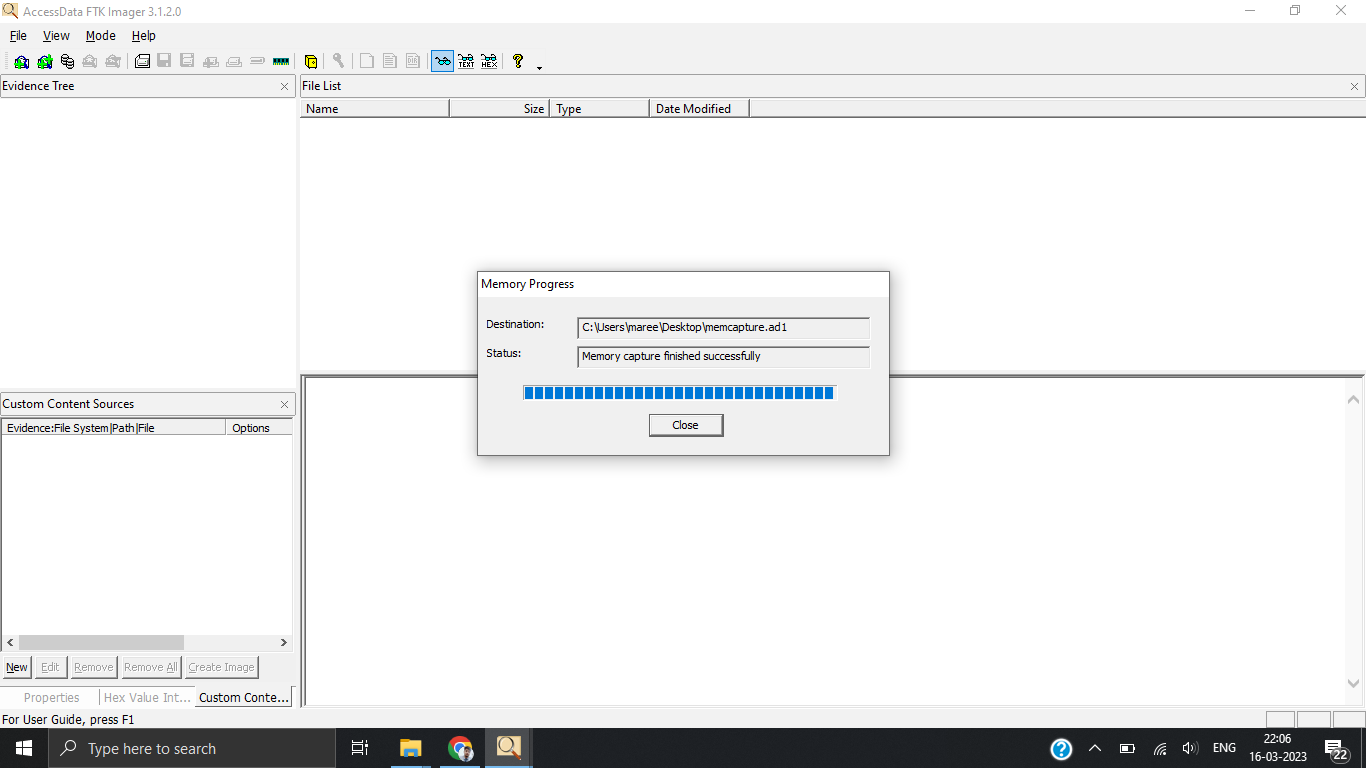 AccessData FTK Imager 3.1.2.0
File View Mode Help
TEXT HEX
Evidence Tree
File List
Name Size Type Date Modified
Memory Progress
Destination: C:\Users\maree\Desktop\memcapture.ad1
Status: Memory capture finished successfully
Close
Custom Content Sources
Evidence:File System|Path|File Options
New Edit Remove Remove All Create Image
Properties Hex Value Int... Custom Conte...
For User Guide, press F1
Type here to search
ENG
22:06
16-03-2023
22